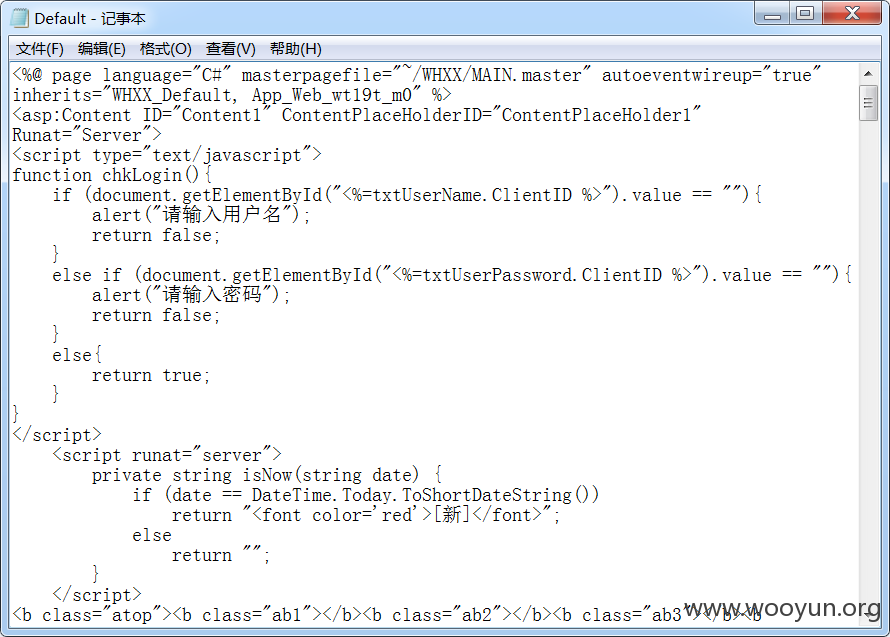 Default - 记事本
文件(F) 编辑(E) 格式(O) 查看(V) 帮助(H)
<%@ page language="C#" masterpagefile="~/WHXX/MAIN.master" autoeventwireup="true"
inherits="WHXX_Default, App_Web_wt19t_m0" %>
<asp:Content ID="Content1" ContentPlaceHolderID="ContentPlaceHolder1"
Runat="Server">
<script type="text/javascript">
function chkLogin(){
    if (document.getElementById("<%=txtUserName.ClientID %>").value == ""){
        alert("请输入用户名");
        return false;
    }
    else if (document.getElementById("<%=txtUserPassword.ClientID %>").value == ""){
        alert("请输入密码");
        return false;
    }
    else{
        return true;
    }
}
</script>
    <script runat="server">
        private string isNow(string date) {
            if (date == DateTime.Today.ToShortDateString())
                return "<font color='red'>[新]</font>";
            else
                return "";
        }
    </script>
<b class="atop"><b class="ab1"></b><b class="ab2"></b><b class="ab3"></b><b
www.wooyun.org